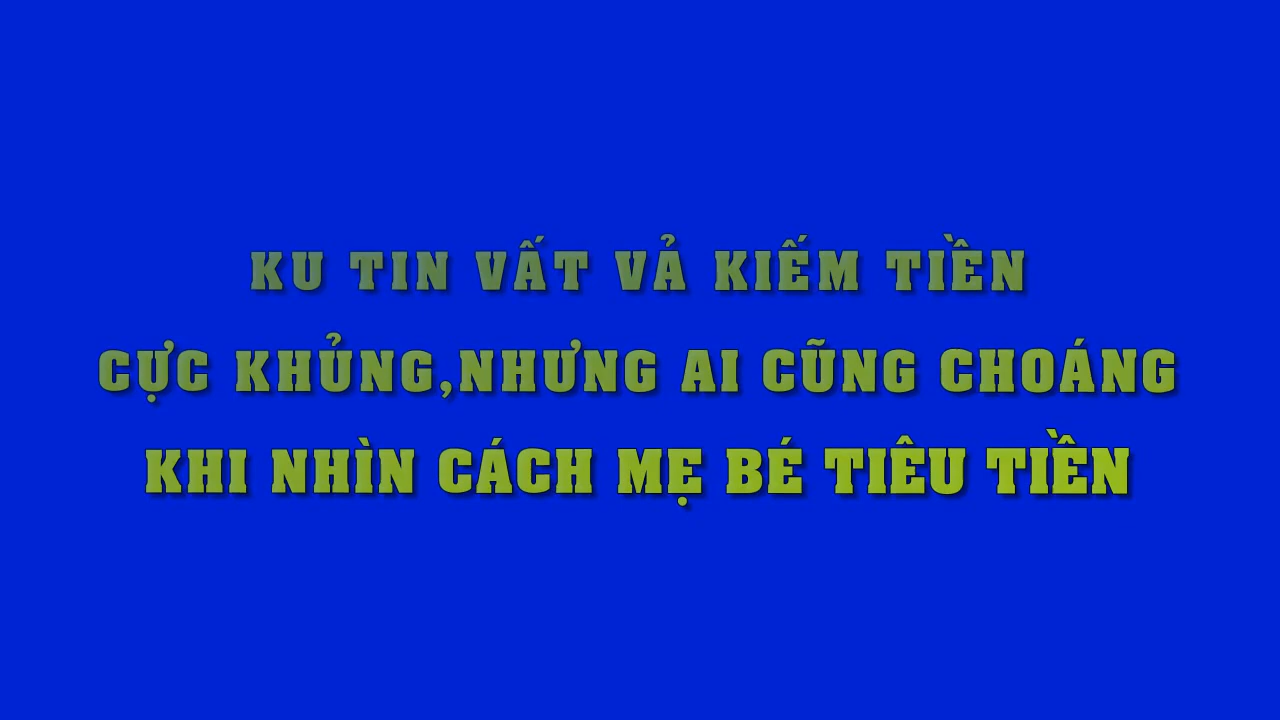 KU TIN VẤT VẢ KIẾM TIỀN
CỰC KHỦNG,NHƯNG AI CŨNG CHOÁNG
KHI NHÌN CÁCH MẸ BÉ TIÊU TIỀN